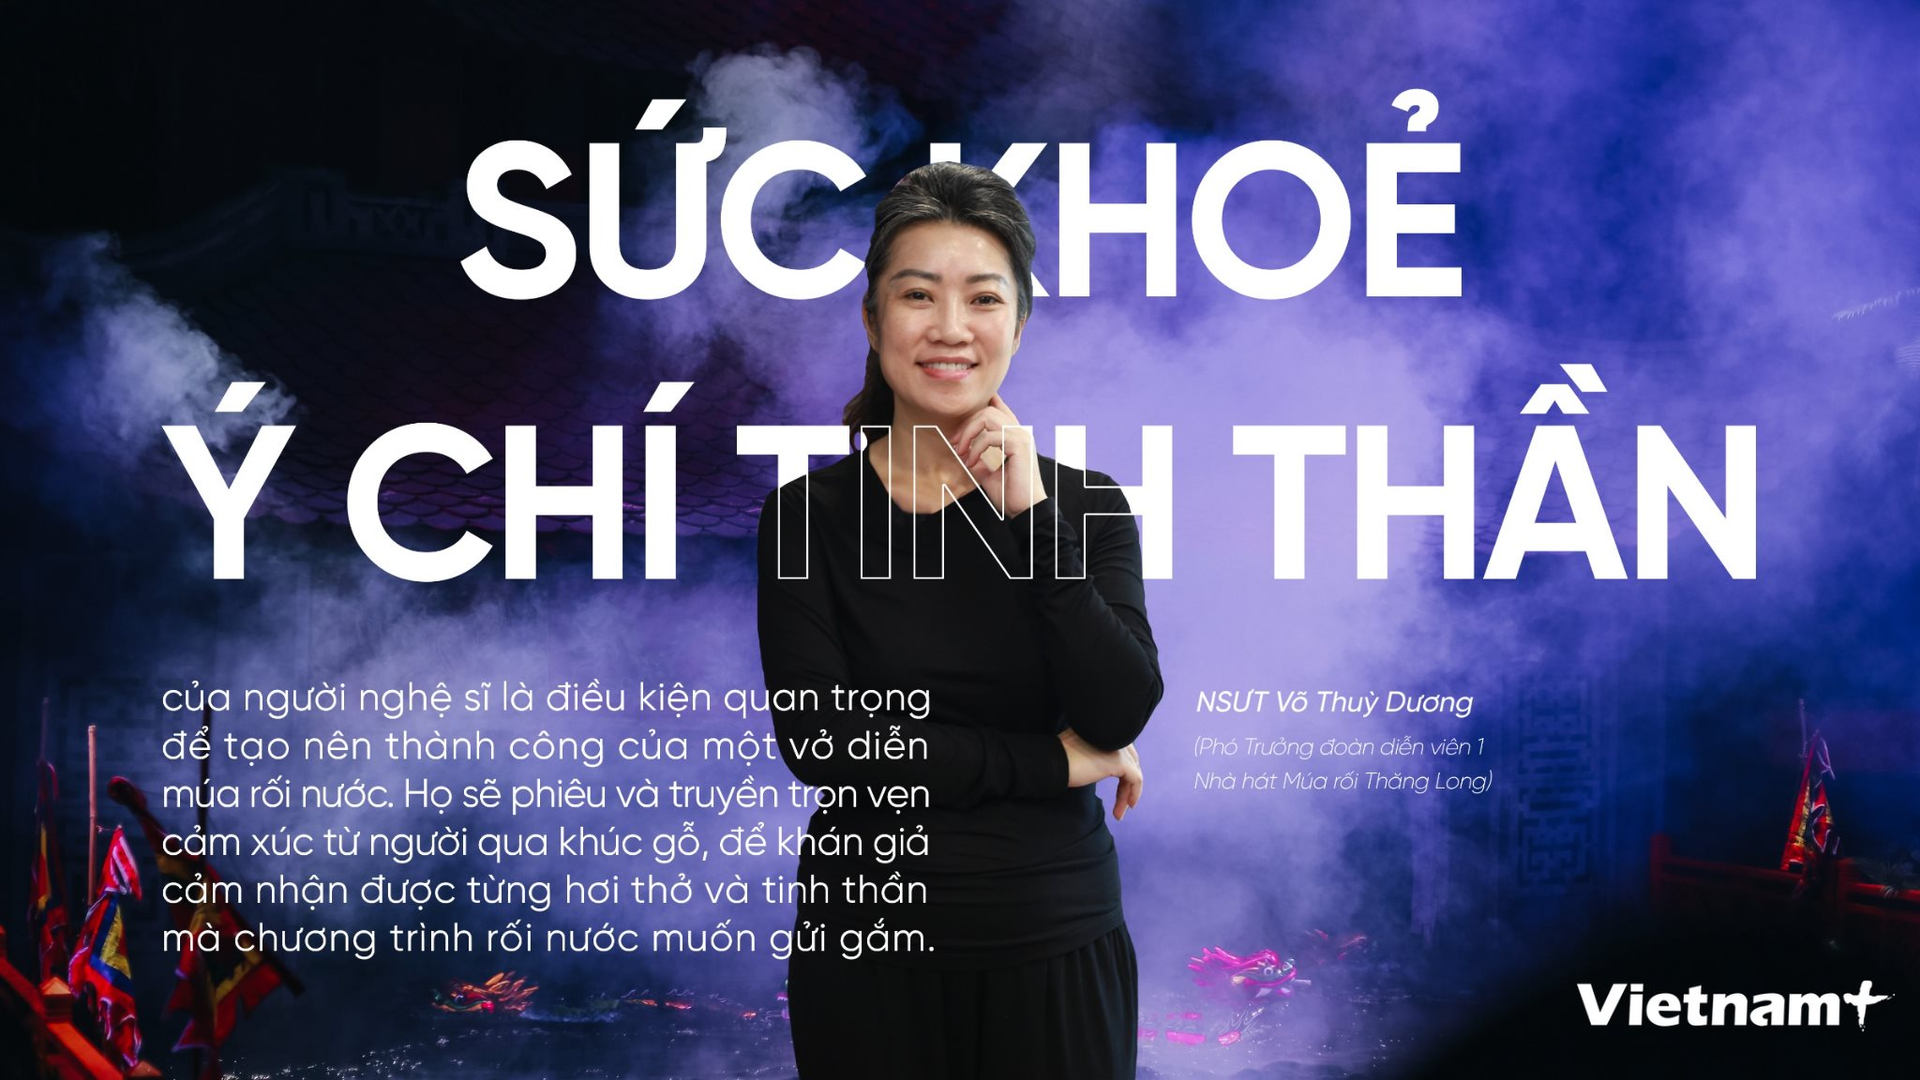 SỨC KHOẺ
Ý CHÍ TINH THẦN
của người nghệ sĩ là điều kiện quan trọng
để tạo nên thành công của một vở diễn
múa rối nước. Họ sẽ phiêu và truyền trọn vẹn
cảm xúc từ người qua khúc gỗ, để khán giả
cảm nhận được từng hơi thở và tinh thần
mà chương trình rối nước muốn gửi gắm.
NSƯT Võ Thuỳ Dương
(Phó Trưởng đoàn diễn viên 1
Nhà hát Múa rối Thăng Long)
Vietnam+